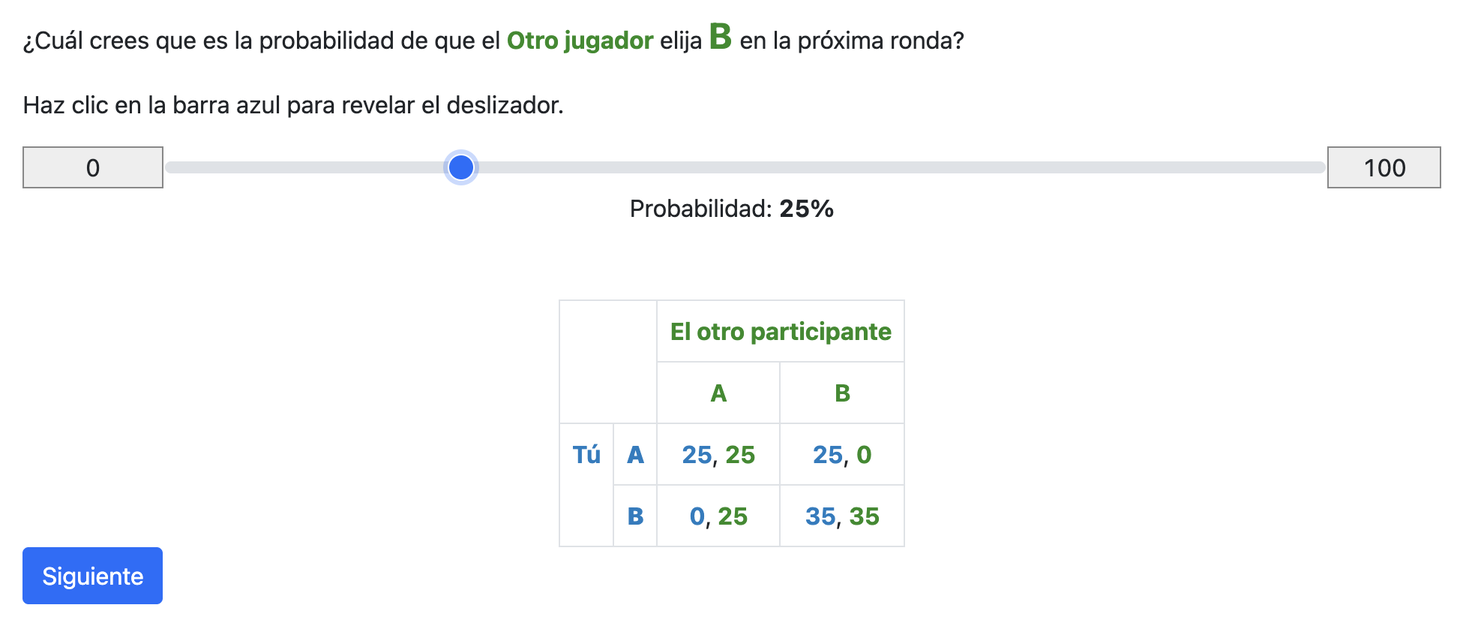 ¿Cuál crees que es la probabilidad de que el Otro jugador elija B en la próxima ronda?
Haz clic en la barra azul para revelar el deslizador.
0 100
Probabilidad: 25%
El otro participante
A B
Tú A 25, 25 25, 0
B 0, 25 35, 35
Siguiente